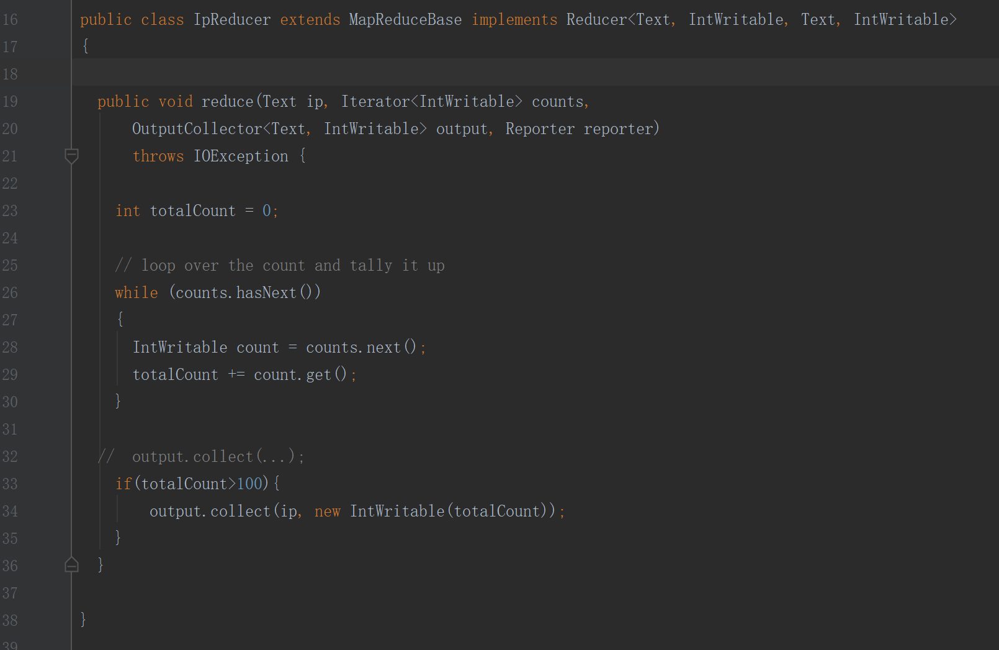 16 public class IpReducer extends MapReduceBase implements Reducer<Text, IntWritable, Text, IntWritable>
17 {
18
19 public void reduce(Text ip, Iterator<IntWritable> counts,
20 OutputCollector<Text, IntWritable> output, Reporter reporter)
21 throws IOException {
22
23 int totalCount = 0;
24
25 // loop over the count and tally it up
26 while (counts.hasNext())
27 {
28 IntWritable count = counts.next();
29 totalCount += count.get();
30 }
31
32 // output.collect(...);
33 if(totalCount>100){
34 output.collect(ip, new IntWritable(totalCount));
35 }
36 }
37
38 }
39